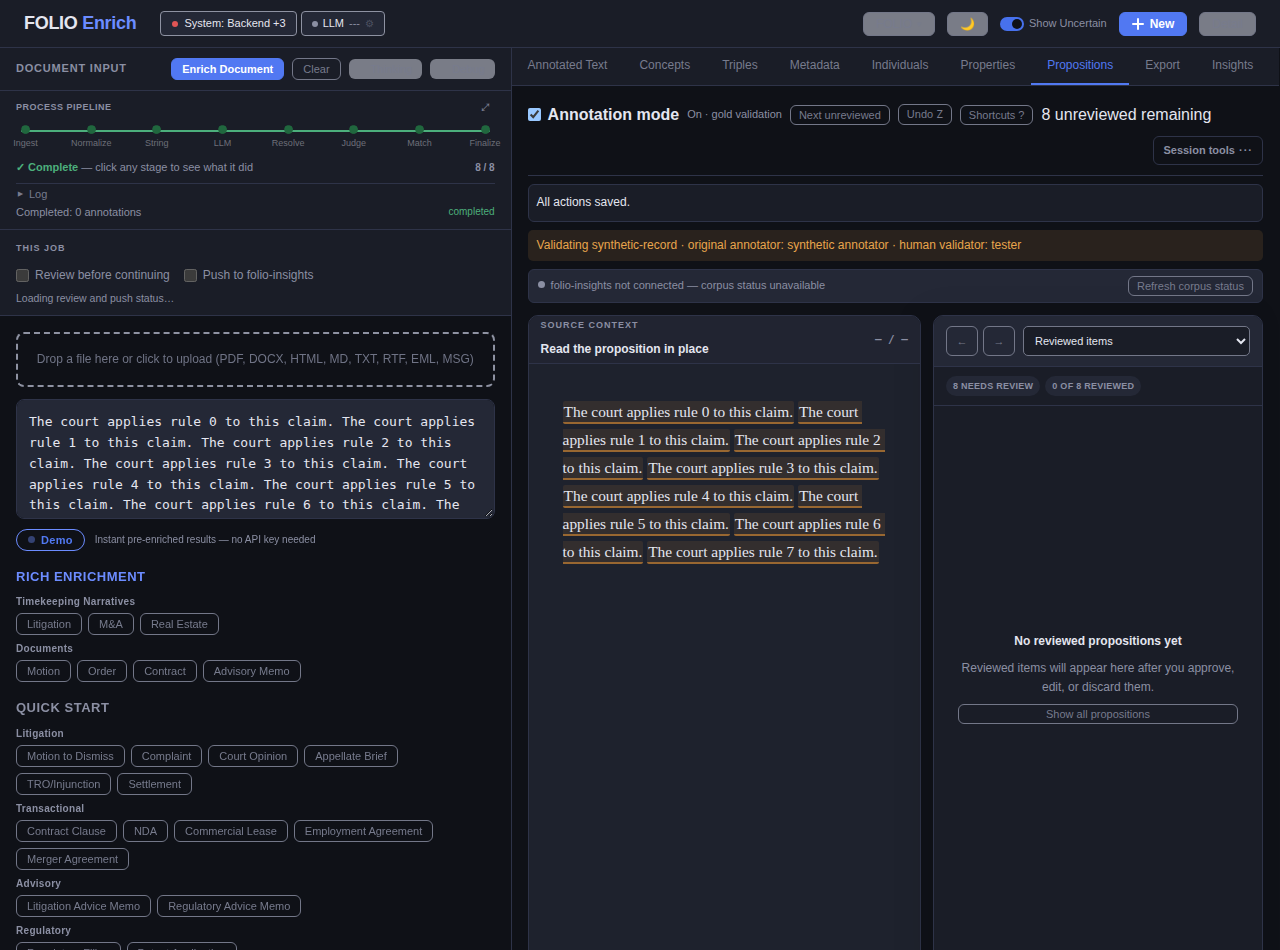 FOLIO Enrich
System: Backend +3
LLM ---
Show Uncertain
New
DOCUMENT INPUT
Enrich Document
Clear
PROCESS PIPELINE
Ingest Normalize String LLM Resolve Judge Match Finalize
✓ Complete — click any stage to see what it did
8 / 8
Log
Completed: 0 annotations
completed
THIS JOB
Review before continuing
Push to folio-insights
Loading review and push status…
Drop a file here or click to upload (PDF, DOCX, HTML, MD, TXT, RTF, EML, MSG)
The court applies rule 0 to this claim. The court applies
rule 1 to this claim. The court applies rule 2 to this
claim. The court applies rule 3 to this claim. The court
applies rule 4 to this claim. The court applies rule 5 to
this claim. The court applies rule 6 to this claim. The
Demo
Instant pre-enriched results — no API key needed
RICH ENRICHMENT
Timekeeping Narratives
Litigation M&A Real Estate
Documents
Motion Order Contract Advisory Memo
QUICK START
Litigation
Motion to Dismiss Complaint Court Opinion Appellate Brief
TRO/Injunction Settlement
Transactional
Contract Clause NDA Commercial Lease Employment Agreement
Merger Agreement
Advisory
Litigation Advice Memo Regulatory Advice Memo
Regulatory
Annotated Text Concepts Triples Metadata Individuals Properties Propositions Export Insights
Annotation mode On · gold validation Next unreviewed Undo Z Shortcuts ? 8 unreviewed remaining
Session tools ···
All actions saved.
Validating synthetic-record · original annotator: synthetic annotator · human validator: tester
folio-insights not connected — corpus status unavailable
Refresh corpus status
SOURCE CONTEXT
Read the proposition in place
— / —
The court applies rule 0 to this claim. The court
applies rule 1 to this claim. The court applies rule 2
to this claim. The court applies rule 3 to this claim.
The court applies rule 4 to this claim. The court
applies rule 5 to this claim. The court applies rule 6
to this claim. The court applies rule 7 to this claim.
← → Reviewed items
8 NEEDS REVIEW 0 OF 8 REVIEWED
No reviewed propositions yet
Reviewed items will appear here after you approve,
edit, or discard them.
Show all propositions